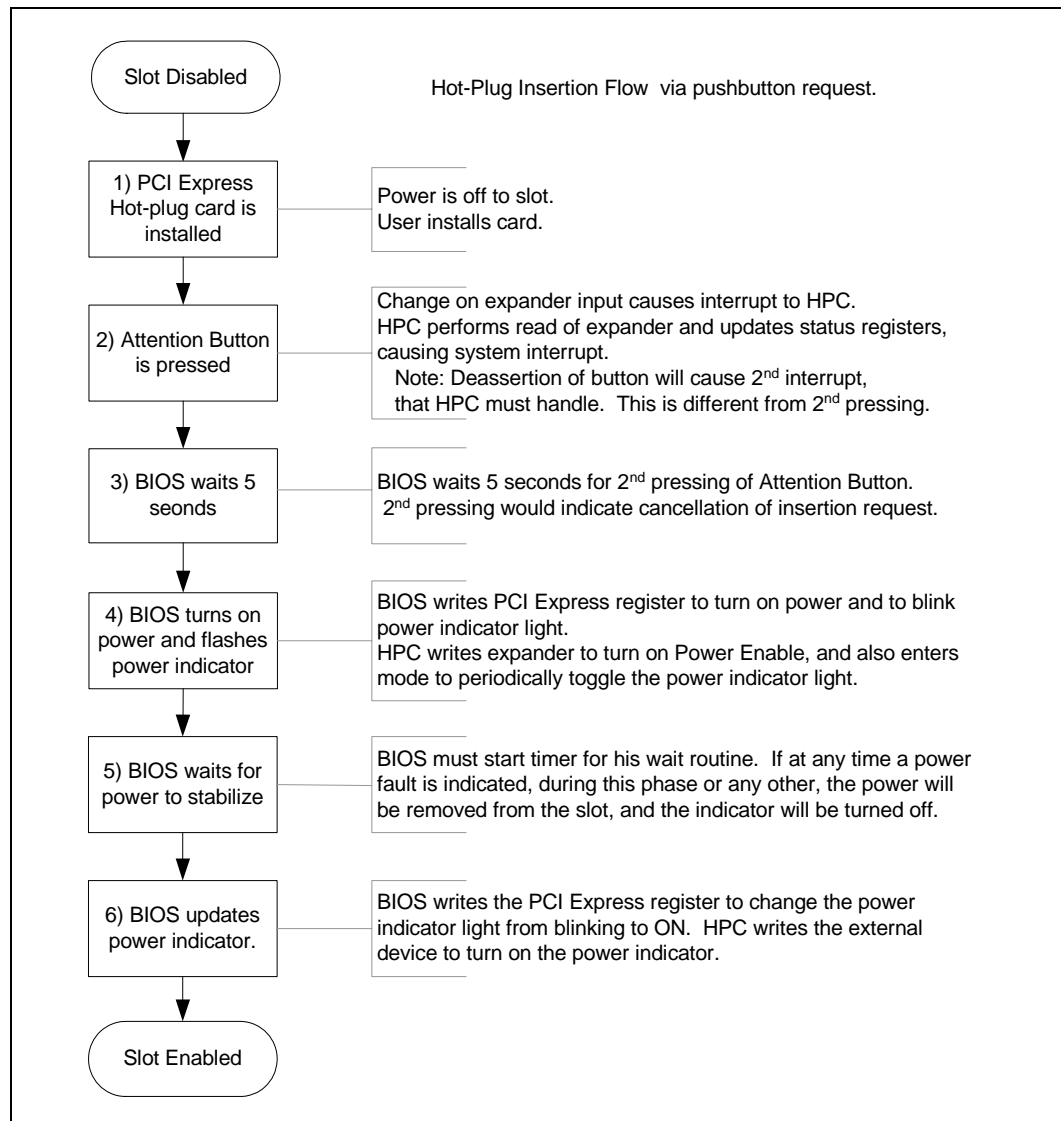 Slot Disabled
Hot-Plug Insertion Flow via pushbutton request.
1) PCI Express
Hot-plug card is
installed
Power is off to slot.
User installs card.
2) Attention Button
is pressed
Change on expander input causes interrupt to HPC.
HPC performs read of expander and updates status registers,
causing system interrupt.
Note: Deassertion of button will cause 2nd interrupt,
that HPC must handle. This is different from 2nd pressing.
3) BIOS waits 5
seonds
BIOS waits 5 seconds for 2nd pressing of Attention Button.
2nd pressing would indicate cancellation of insertion request.
4) BIOS turns on
power and flashes
power indicator
BIOS writes PCI Express register to turn on power and to blink
power indicator light.
HPC writes expander to turn on Power Enable, and also enters
mode to periodically toggle the power indicator light.
5) BIOS waits for
power to stabilize
BIOS must start timer for his wait routine. If at any time a power
fault is indicated, during this phase or any other, the power will
be removed from the slot, and the indicator will be turned off.
6) BIOS updates
power indicator.
BIOS writes the PCI Express register to change the power
indicator light from blinking to ON. HPC writes the external
device to turn on the power indicator.
Slot Enabled